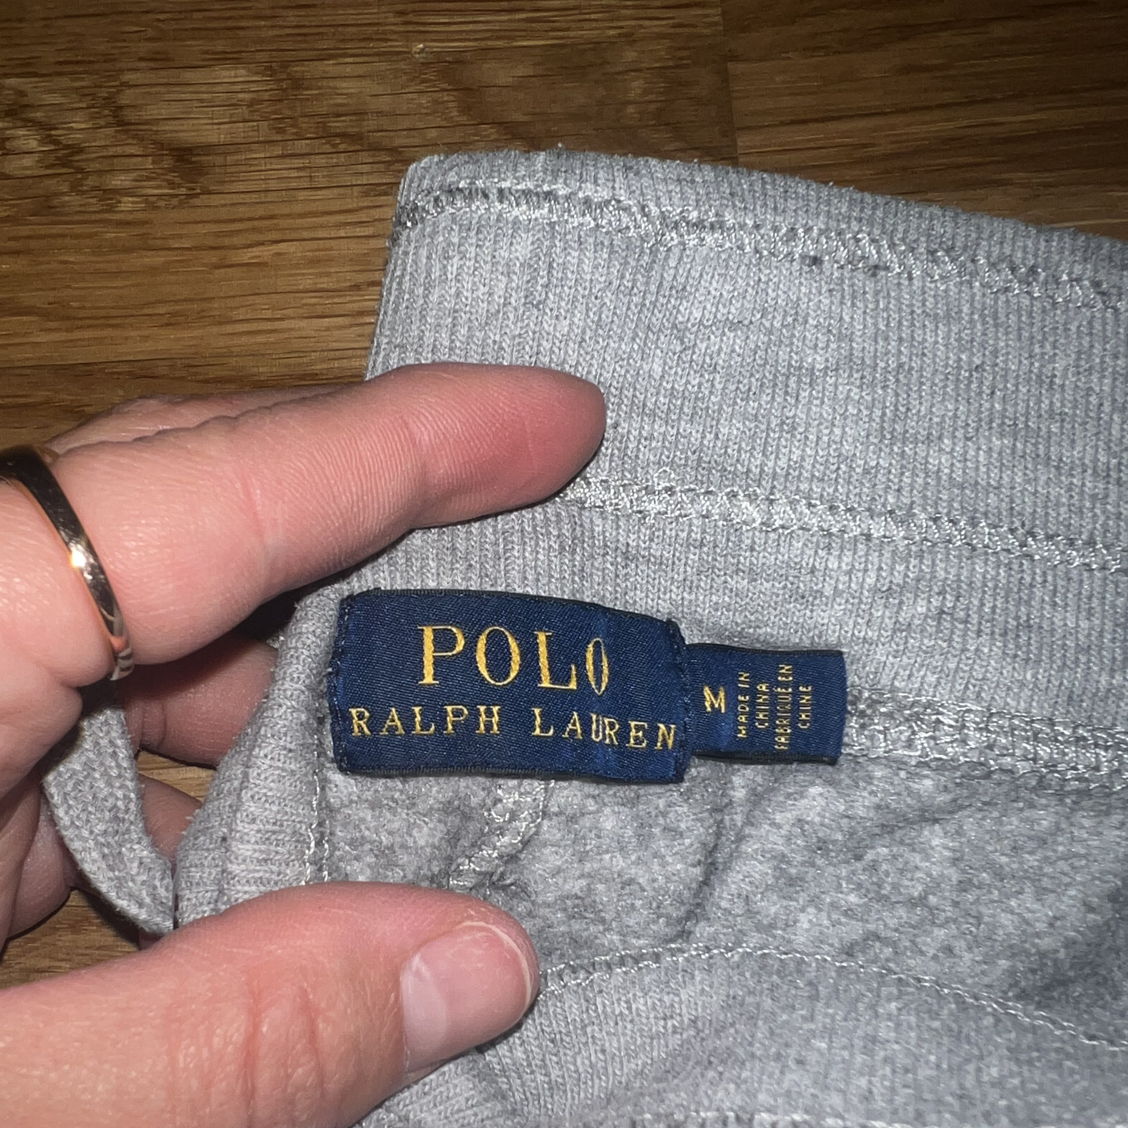 POLO
RALPH LAUREN
M
MADE IN
CHINA
FABRIQUÉ EN
CHINE